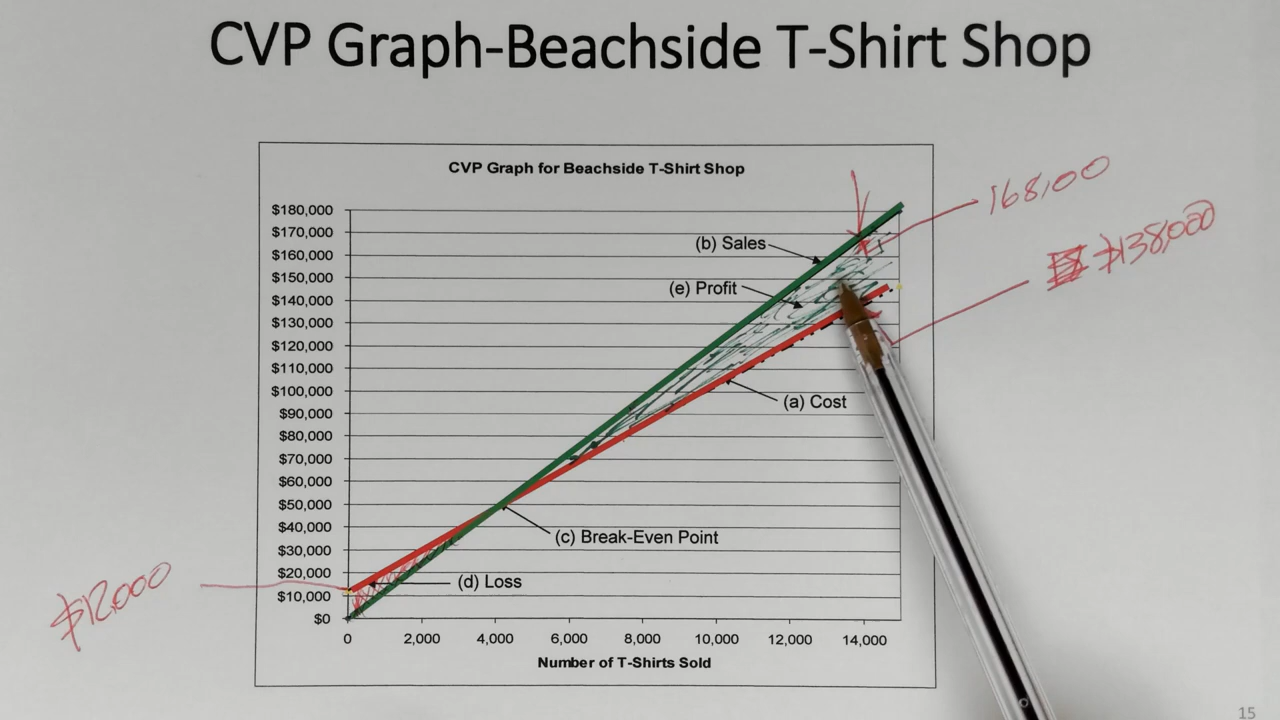 CVP Graph-Beachside T-Shirt Shop
CVP Graph for Beachside T-Shirt Shop
168,00
$138,000
$180,000
$170,000
$160,000
$150,000
$140,000
$130,000
$120,000
$110,000
$100,000
$90,000
$80,000
$70,000
$60,000
$50,000
$40,000
$30,000
$20,000
$10,000
$0
(b) Sales
(e) Profit
(a) Cost
(c) Break-Even Point
(d) Loss
$12,000
0 2,000 4,000 6,000 8,000 10,000 12,000 14,000
Number of T-Shirts Sold
15